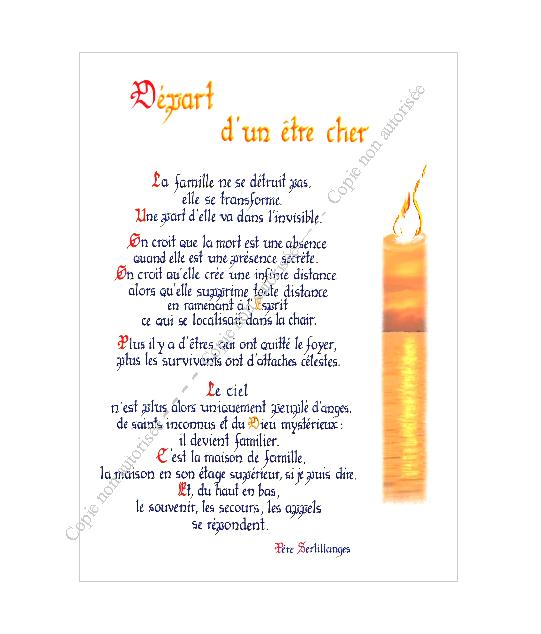 Départ
d'un être cher
La famille ne se détruit pas,
elle se transforme.
Une part d'elle va dans l'invisible.
On croit que la mort est une absence
quand elle est une présence secrète.
On croit qu'elle crée une infinie distance
alors qu'elle supprime toute distance
en ramenant à l'Esprit
ce qui se localisait dans la chair.
Plus il y a d'êtres qui ont quitté le foyer,
plus les survivants ont d'attaches célestes.
Le ciel
n'est plus alors uniquement peuplé d'anges,
de saints inconnus et du Dieu mystérieux :
il devient familier.
C'est la maison de famille,
la maison en son étage supérieur, si je puis dire.
Et, du haut en bas,
le souvenir, les secours, les appels
se répondent.
Père Sertillanges
Copie non autorisée - - - - Copie non autorisée - - - - Copie non autorisée